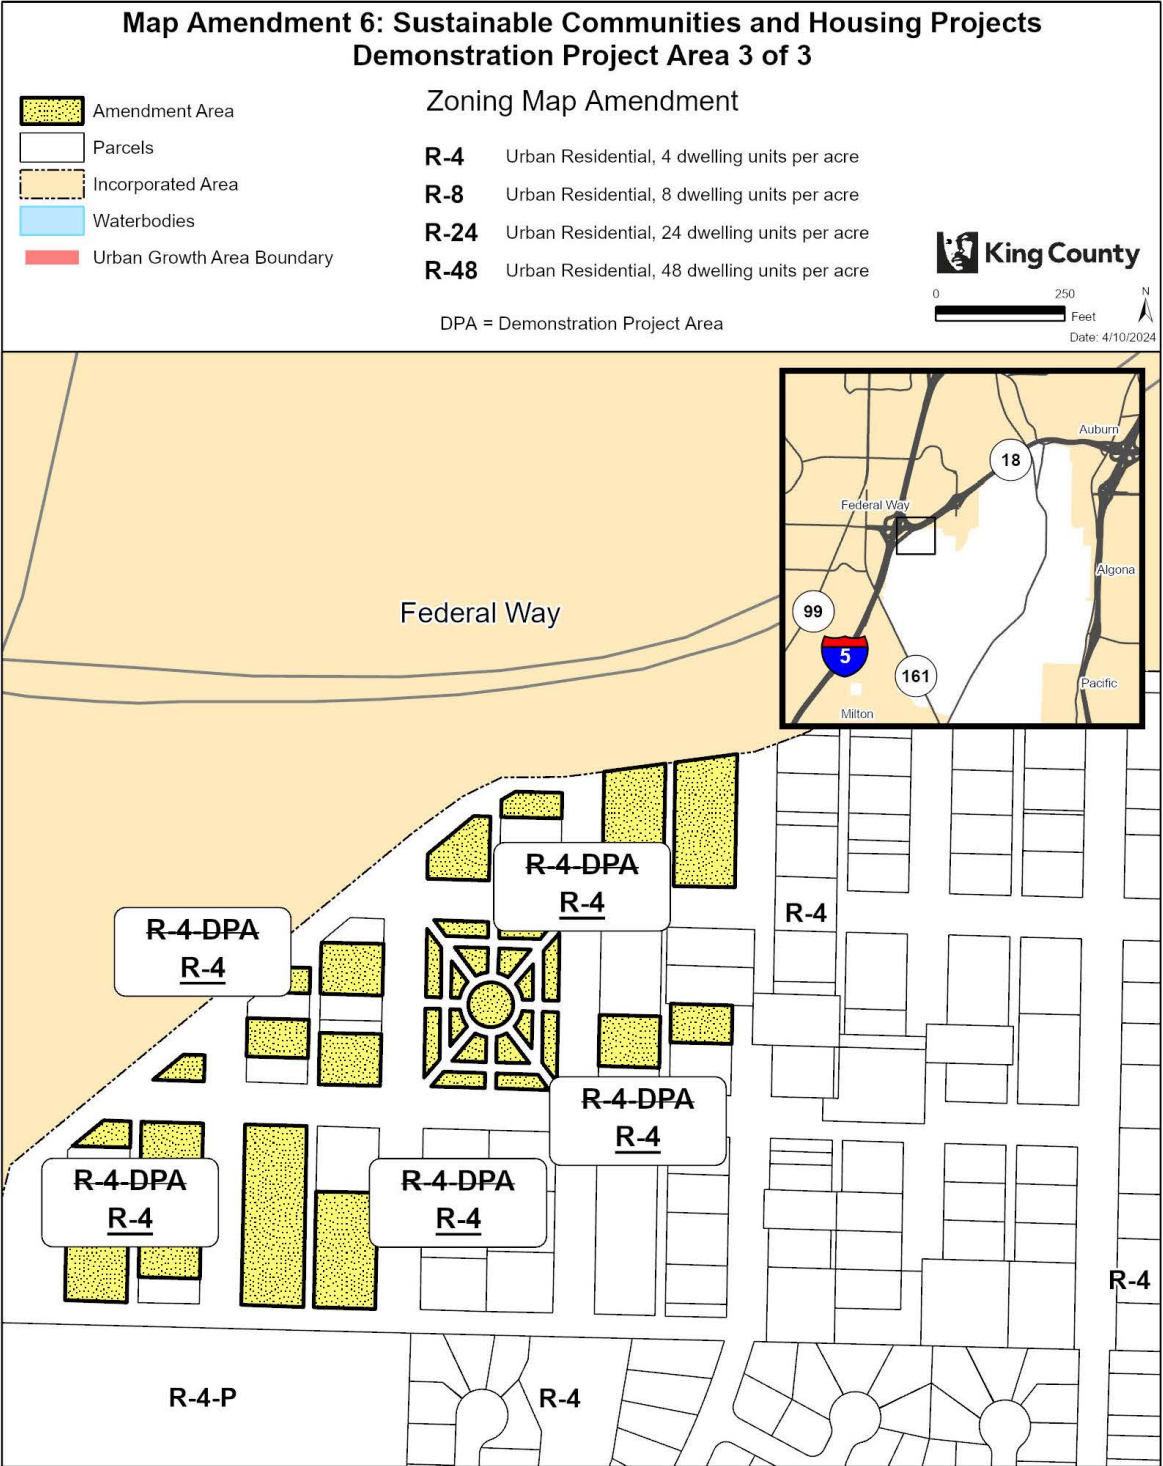 Map Amendment 6: Sustainable Communities and Housing Projects
Demonstration Project Area 3 of 3
Amendment Area
Parcels
Incorporated Area
Waterbodies
Urban Growth Area Boundary
Zoning Map Amendment
R-4 Urban Residential, 4 dwelling units per acre
R-8 Urban Residential, 8 dwelling units per acre
R-24 Urban Residential, 24 dwelling units per acre
R-48 Urban Residential, 48 dwelling units per acre
DPA = Demonstration Project Area
King County
0 250
Feet
N
Date: 4/10/2024
Auburn
18
Federal Way
Algona
99
5
161
Pacific
Milton
Federal Way
R-4-DPA
R-4
R-4
R-4-DPA
R-4
R-4-DPA
R-4
R-4-DPA
R-4
R-4-DPA
R-4
R-4
R-4-P
R-4